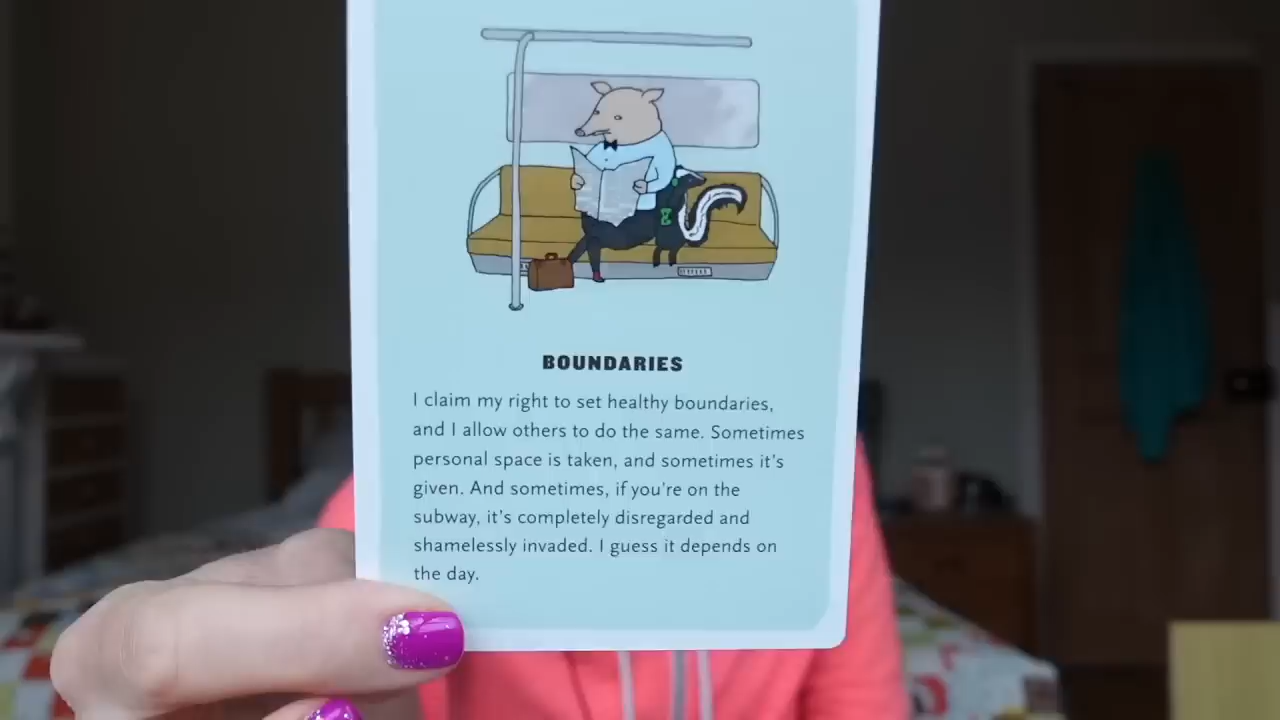 BOUNDARIES
I claim my right to set healthy boundaries,
and I allow others to do the same. Sometimes
personal space is taken, and sometimes it's
given. And sometimes, if you're on the
subway, it's completely disregarded and
shamelessly invaded. I guess it depends on
the day.